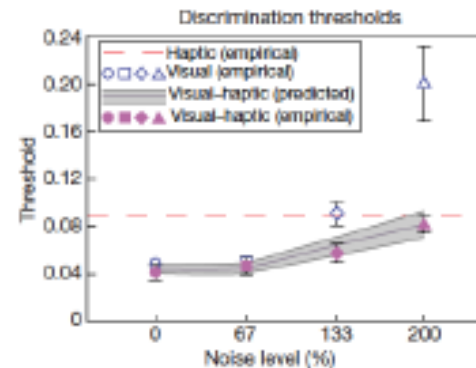 Discrimination thresholds
0.24
0.20
0.16
0.12
0.08
0.04
0
Threshold
Haptic (empirical)
Visual (empirical)
Visual–haptic (predicted)
Visual–haptic (empirical)
0 67 133 200
Noise level (%)